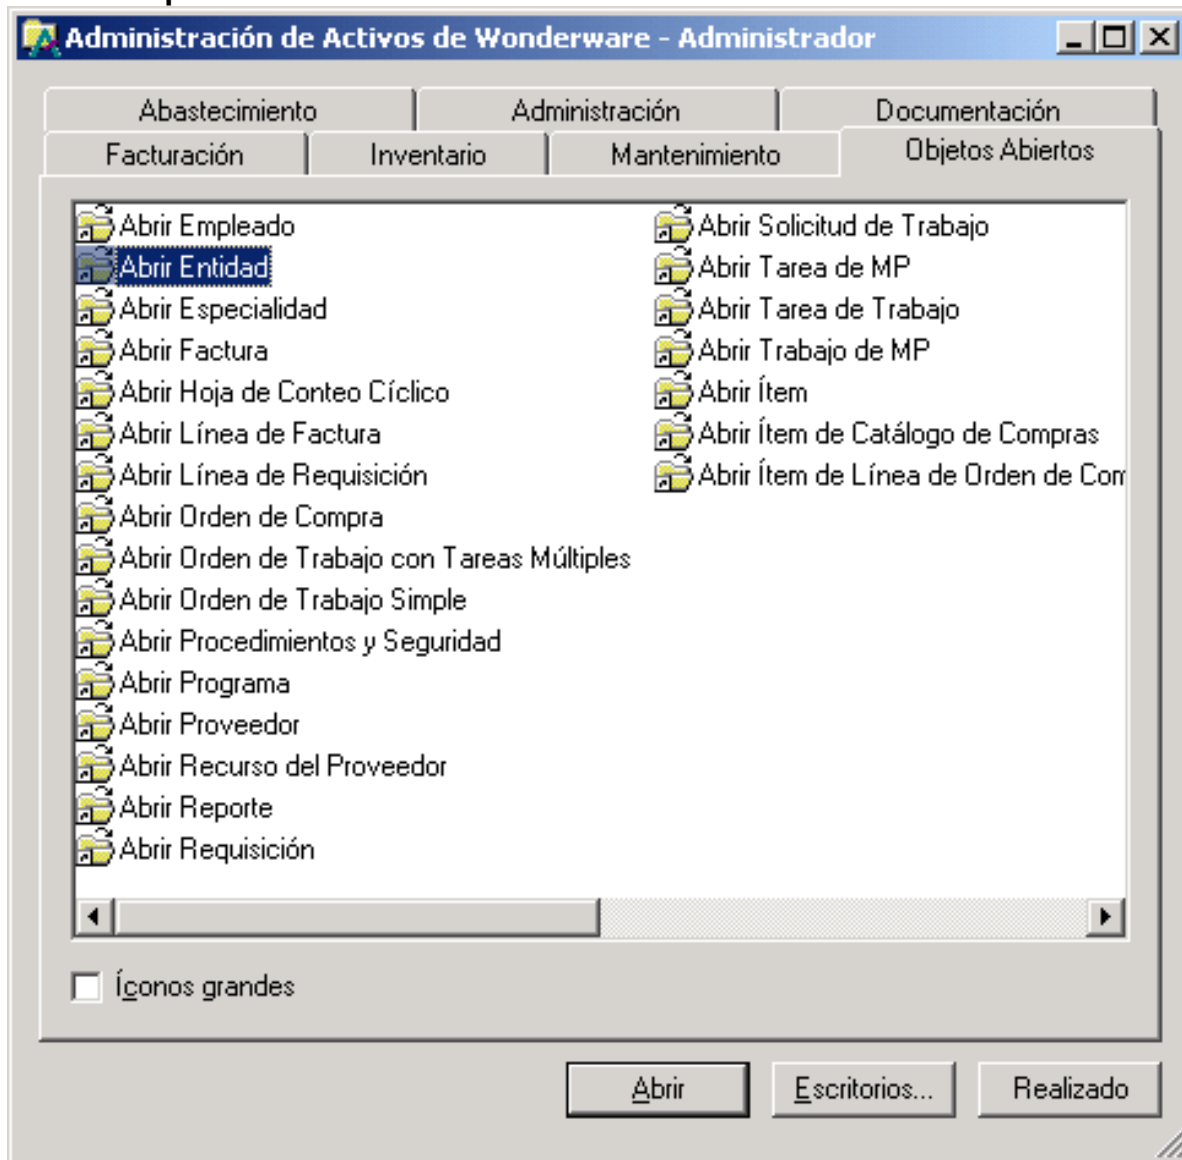 Administración de Activos de Wonderware - Administrador
Abastecimiento Administración Documentación
Facturación Inventario Mantenimiento Objetos Abiertos
Abrir Empleado
Abrir Entidad
Abrir Especialidad
Abrir Factura
Abrir Hoja de Conteo Cíclico
Abrir Línea de Factura
Abrir Línea de Requisición
Abrir Orden de Compra
Abrir Orden de Trabajo con Tareas Múltiples
Abrir Orden de Trabajo Simple
Abrir Procedimientos y Seguridad
Abrir Programa
Abrir Proveedor
Abrir Recurso del Proveedor
Abrir Reporte
Abrir Requisición
Abrir Solicitud de Trabajo
Abrir Tarea de MP
Abrir Tarea de Trabajo
Abrir Trabajo de MP
Abrir Ítem
Abrir Ítem de Catálogo de Compras
Abrir Ítem de Línea de Orden de
Íconos grandes
Abrir Escritorios... Realizado